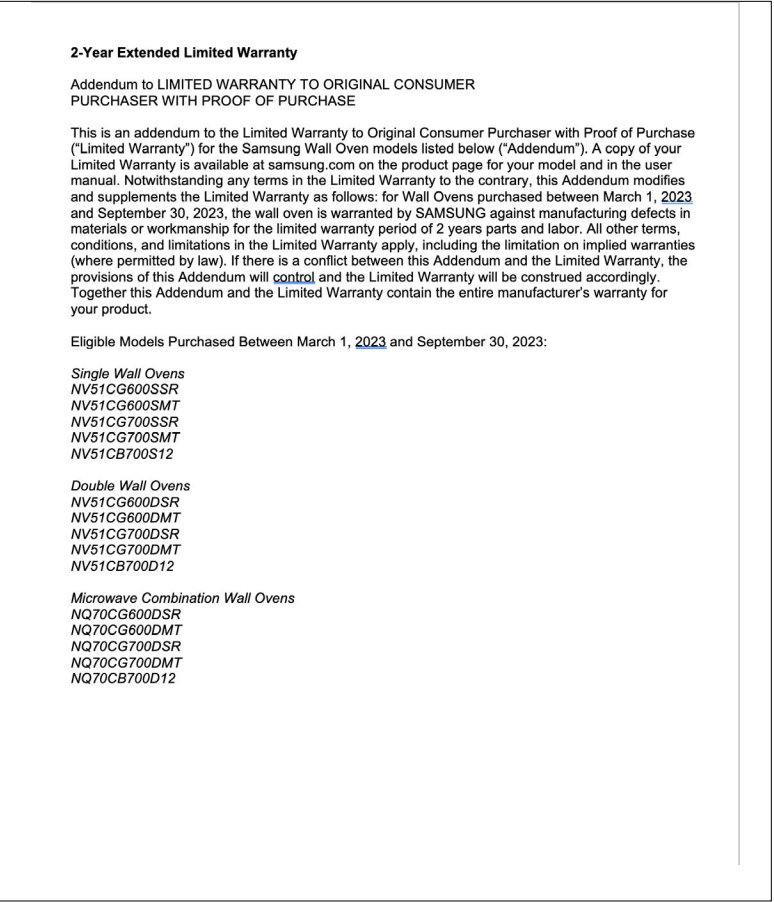 2-Year Extended Limited Warranty
Addendum to LIMITED WARRANTY TO ORIGINAL CONSUMER
PURCHASER WITH PROOF OF PURCHASE
This is an addendum to the Limited Warranty to Original Consumer Purchaser with Proof of Purchase
(“Limited Warranty”) for the Samsung Wall Oven models listed below (“Addendum”). A copy of your
Limited Warranty is available at samsung.com on the product page for your model and in the user
manual. Notwithstanding any terms in the Limited Warranty to the contrary, this Addendum modifies
and supplements the Limited Warranty as follows: for Wall Ovens purchased between March 1, 2023
and September 30, 2023, the wall oven is warranted by SAMSUNG against manufacturing defects in
materials or workmanship for the limited warranty period of 2 years parts and labor. All other terms,
conditions, and limitations in the Limited Warranty apply, including the limitation on implied warranties
(where permitted by law). If there is a conflict between this Addendum and the Limited Warranty, the
provisions of this Addendum will control and the Limited Warranty will be construed accordingly.
Together this Addendum and the Limited Warranty contain the entire manufacturer's warranty for
your product.
Eligible Models Purchased Between March 1, 2023 and September 30, 2023:
Single Wall Ovens
NV51CG600SSR
NV51CG600SMT
NV51CG700SSR
NV51CG700SMT
NV51CB700S12
Double Wall Ovens
NV51CG600DSR
NV51CG600DMT
NV51CG700DSR
NV51CG700DMT
NV51CB700D12
Microwave Combination Wall Ovens
NQ70CG600DSR
NQ70CG600DMT
NQ70CG700DSR
NQ70CG700DMT
NQ70CB700D12